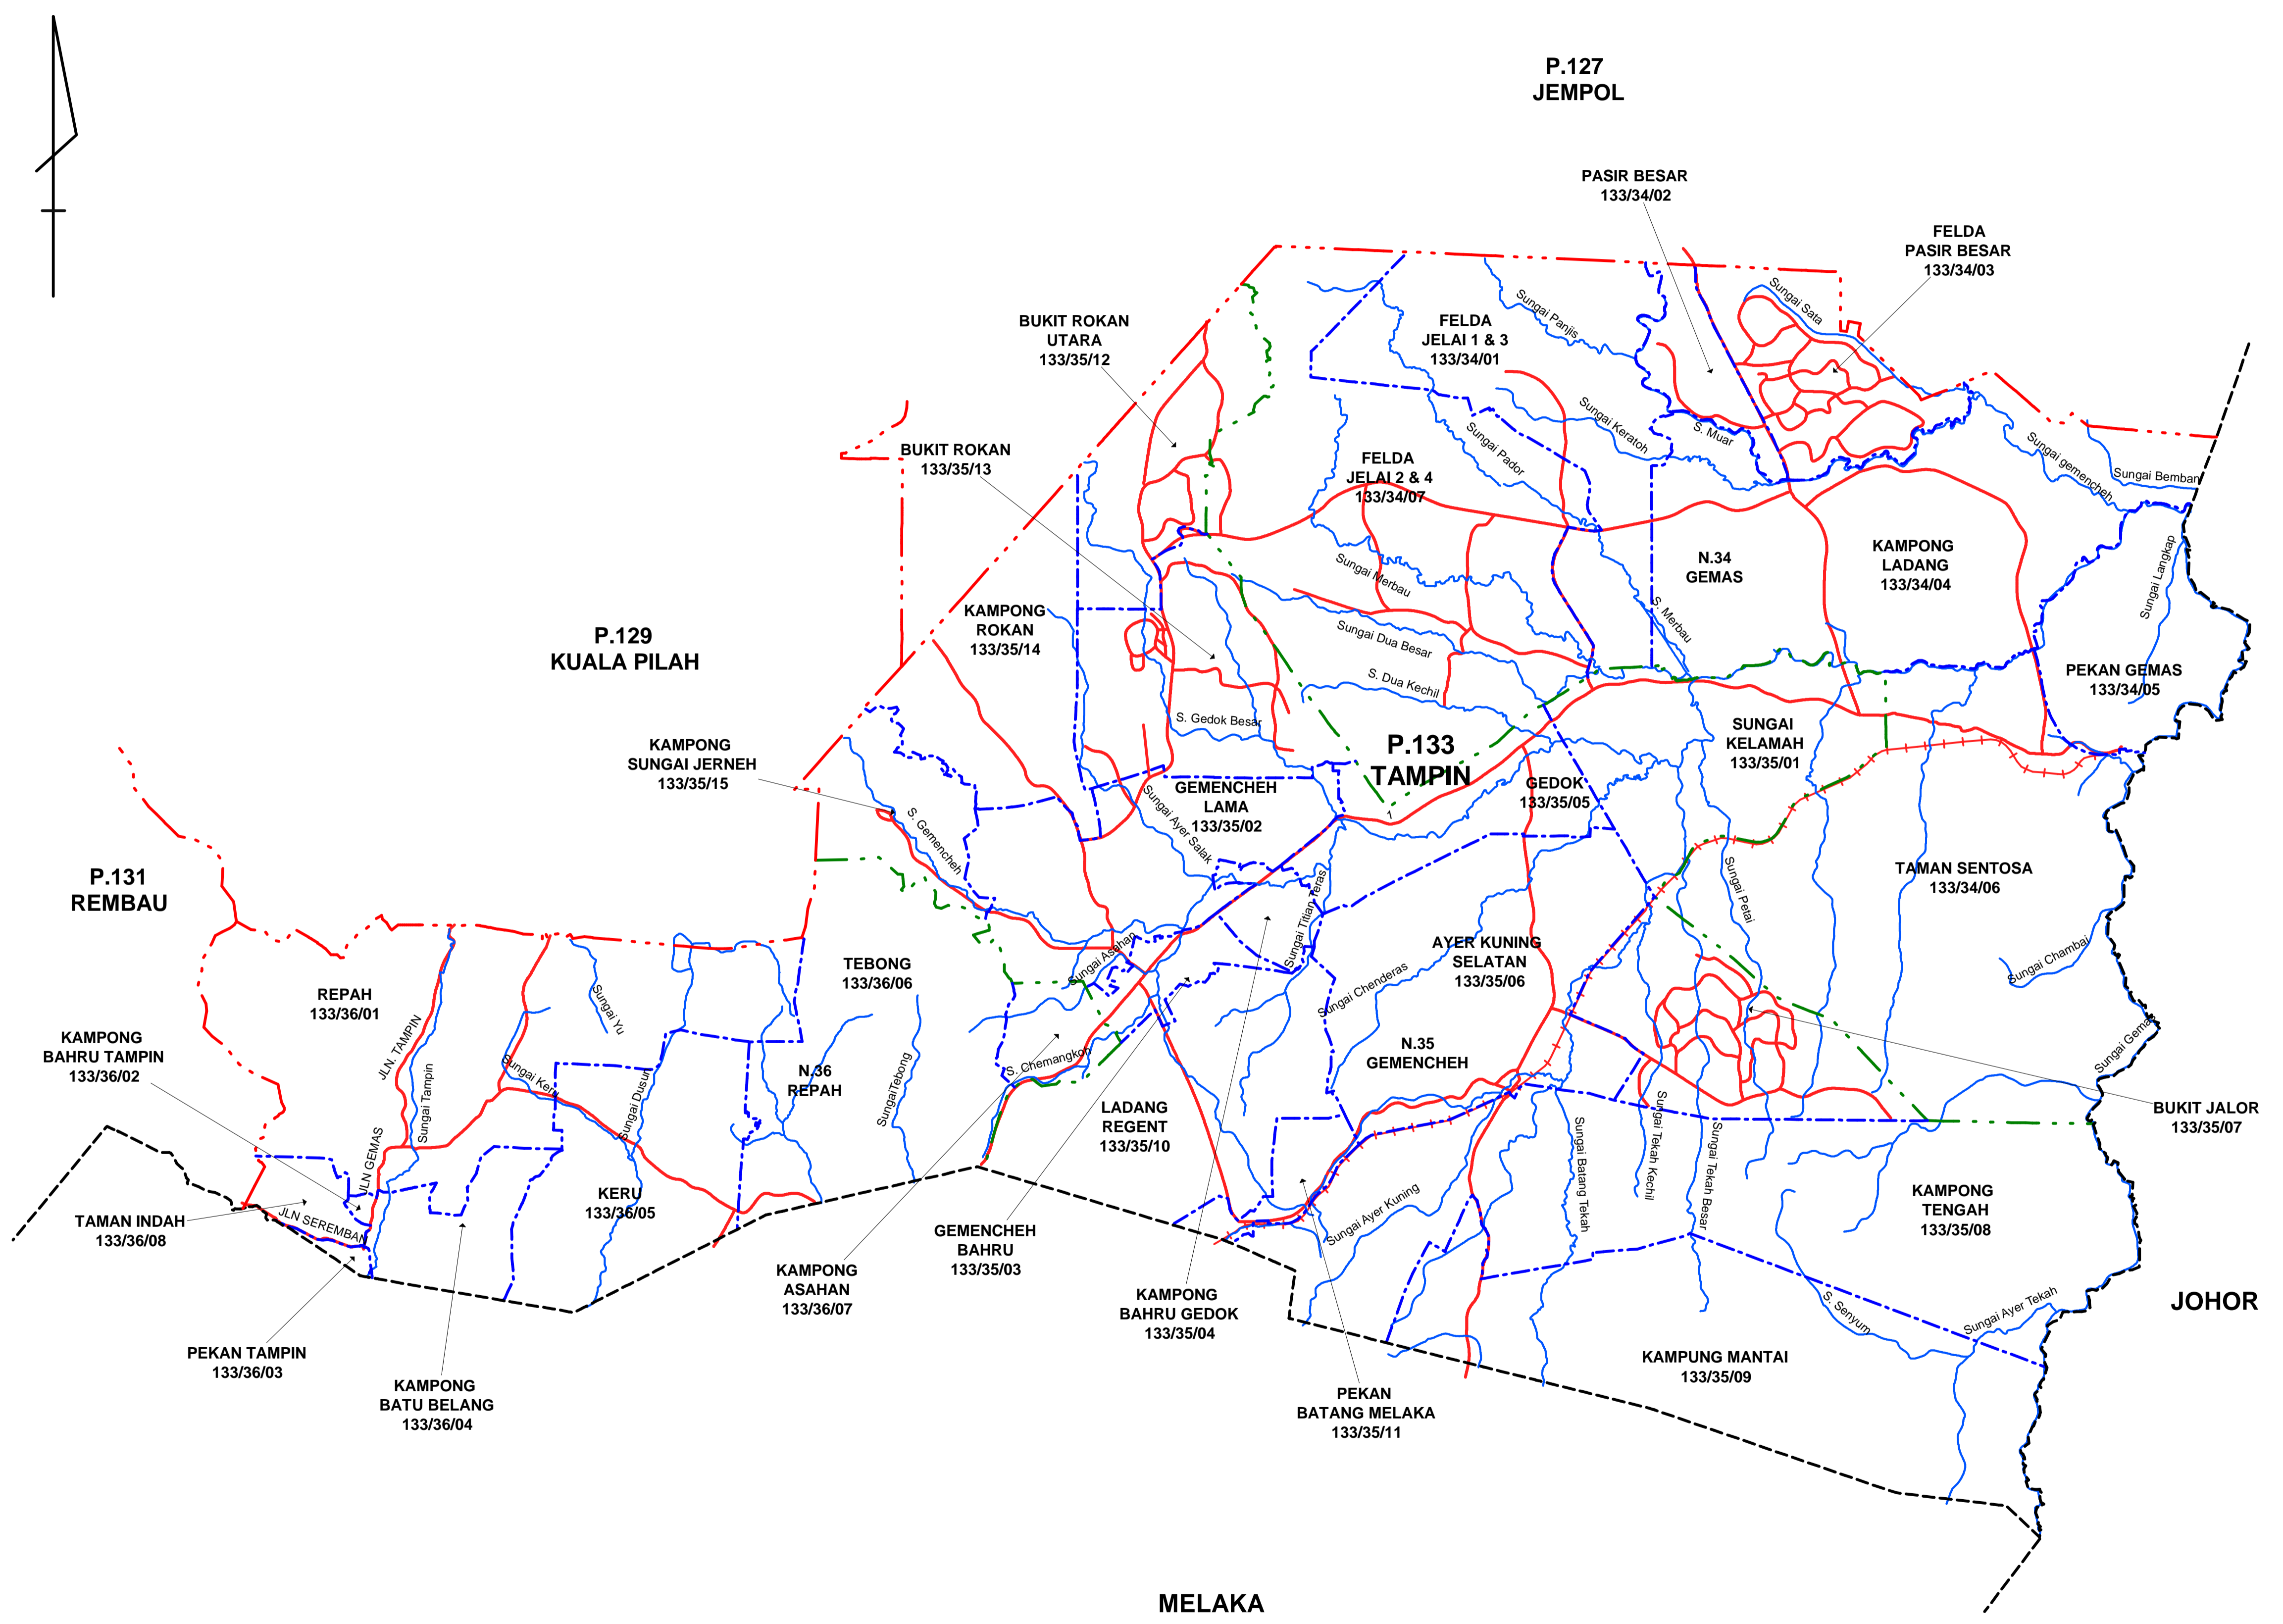 P.127
JEMPOL
PASIR BESAR
133/34/02
FELDA
PASIR BESAR
133/34/03
Sungai Sata
Sungai Panjis
BUKIT ROKAN
UTARA
133/35/12
FELDA
JELAI 1 & 3
133/34/01
BUKIT ROKAN
133/35/13
Sungai Keratoh
S. Muar
Sungai Pador
Sungai gemencheh
Sungai Bemban
FELDA
JELAI 2 & 4
133/34/07
N.34
GEMAS
KAMPONG
LADANG
133/34/04
Sungai Langkap
Sungai Merbau
S. Merbau
Sungai Dua Besar
S. Dua Kechil
KAMPONG
ROKAN
133/35/14
P.129
KUALA PILAH
PEKAN GEMAS
133/34/05
S. Gedok Besar
P.133
TAMPIN
SUNGAI
KELAMAH
133/35/01
KAMPONG
SUNGAI JERNEH
133/35/15
GEMENCHEH
LAMA
133/35/02
GEDOK
133/35/05
1
S. Gemencheh
Sungai Ayer Salak
P.131
REMBAU
Sungai Titian Teras
Sungai Petai
TAMAN SENTOSA
133/34/06
AYER KUNING
SELATAN
133/35/06
Sungai Asahan
Sungai Chenderas
Sungai Chambai
TEBONG
133/36/06
REPAH
133/36/01
Sungai Yu
JLN. TAMPIN
KAMPONG
BAHRU TAMPIN
133/36/02
Sungai Tampin
Sungai Keru
Sungai Dusun
N.36
REPAH
SungaiTebong
S. Chemangkoh
N.35
GEMENCHEH
Sungai Gemas
LADANG
REGENT
133/35/10
BUKIT JALOR
133/35/07
Sungai Batang Tekah
Sungai Tekah Kechil
Sungai Tekah Besar
JLN GEMAS
JLN SEREMBAN
TAMAN INDAH
133/36/08
KERU
133/36/05
Sungai Ayer Kuning
KAMPONG
TENGAH
133/35/08
GEMENCHEH
BAHRU
133/35/03
KAMPONG
ASAHAN
133/36/07
KAMPONG
BAHRU GEDOK
133/35/04
S. Senyum
Sungai Ayer Tekah
JOHOR
PEKAN TAMPIN
133/36/03
KAMPONG
BATU BELANG
133/36/04
KAMPUNG MANTAI
133/35/09
PEKAN
BATANG MELAKA
133/35/11
MELAKA